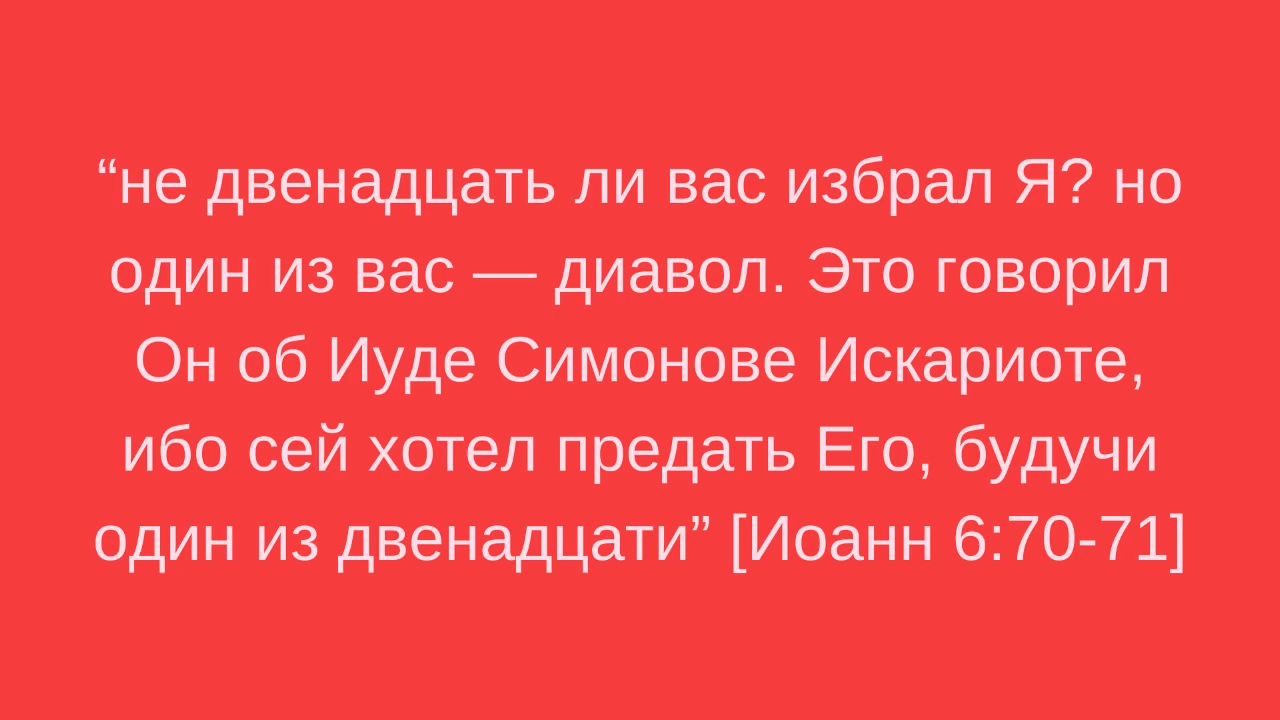 “не двенадцать ли вас избрал Я? но
один из вас — диавол. Это говорил
Он об Иуде Симонове Искариоте,
ибо сей хотел предать Его, будучи
один из двенадцати” [Иоанн 6:70-71]